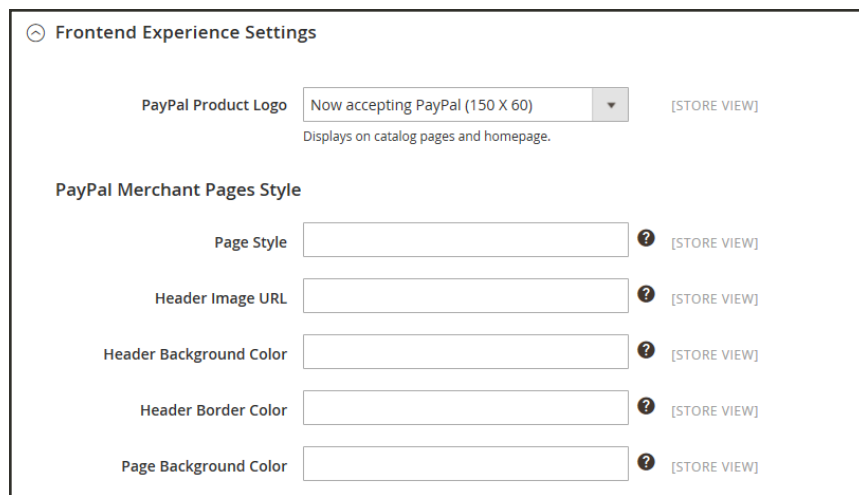 Frontend Experience Settings
PayPal Product Logo Now accepting PayPal (150 X 60) [STORE VIEW]
Displays on catalog pages and homepage.
PayPal Merchant Pages Style
Page Style ? [STORE VIEW]
Header Image URL ? [STORE VIEW]
Header Background Color ? [STORE VIEW]
Header Border Color ? [STORE VIEW]
Page Background Color ? [STORE VIEW]